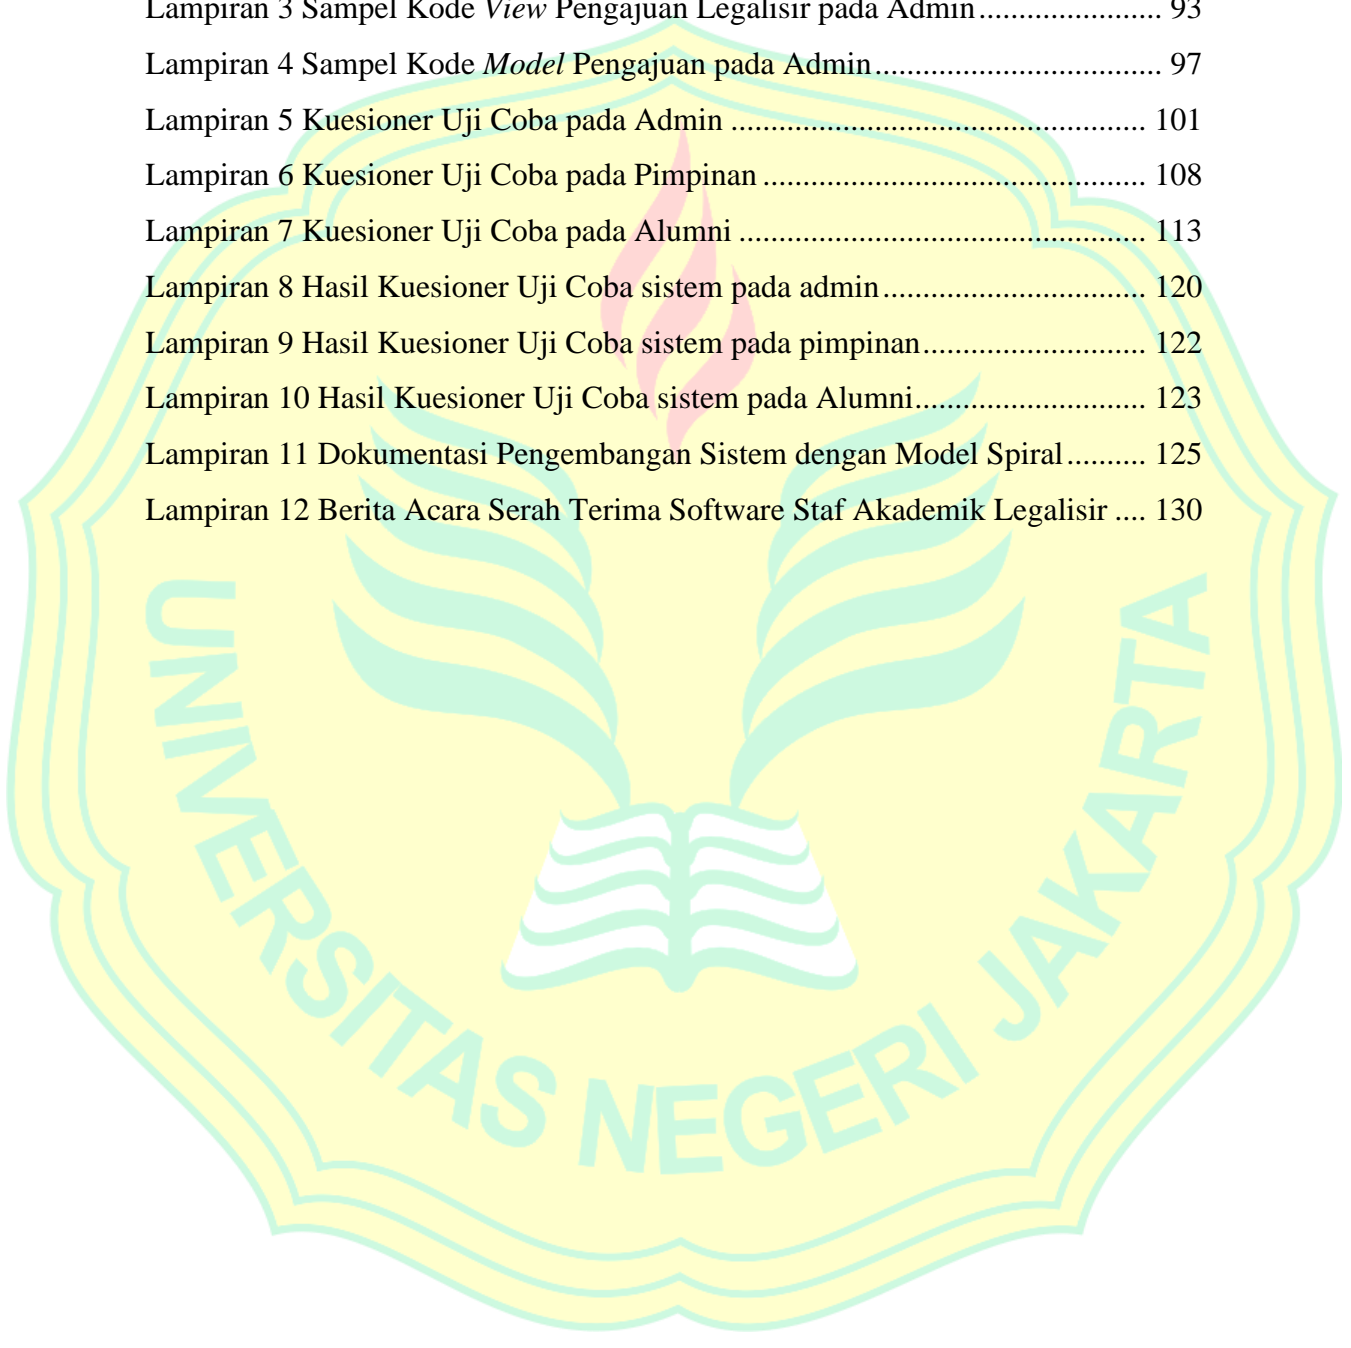 Lampiran 3 Sampel Kode View Pengajuan Legalisir pada Admin....................... 93
Lampiran 4 Sampel Kode Model Pengajuan pada Admin.................................... 97
Lampiran 5 Kuesioner Uji Coba pada Admin .................................................... 101
Lampiran 6 Kuesioner Uji Coba pada Pimpinan ................................................ 108
Lampiran 7 Kuesioner Uji Coba pada Alumni ................................................... 113
Lampiran 8 Hasil Kuesioner Uji Coba sistem pada admin................................. 120
Lampiran 9 Hasil Kuesioner Uji Coba sistem pada pimpinan............................ 122
Lampiran 10 Hasil Kuesioner Uji Coba sistem pada Alumni............................. 123
Lampiran 11 Dokumentasi Pengembangan Sistem dengan Model Spiral.......... 125
Lampiran 12 Berita Acara Serah Terima Software Staf Akademik Legalisir .... 130
UNIVERSITAS NEGERI JAKARTA